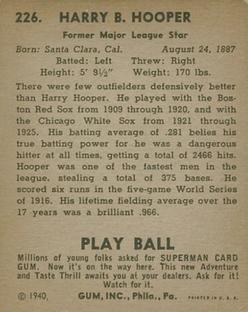 226. HARRY B. HOOPER
Former Major League Star
Born: Santa Clara, Cal. August 24, 1887
Batted: Left Threw: Right
Height: 5' 9½" Weight: 170 lbs.
There were few outfielders defensively better
than Harry Hooper. He played with the Bos-
ton Red Sox from 1909 through 1920, and with
the Chicago White Sox from 1921 through
1925. His batting average of .281 belies his
true batting power for he was a dangerous
hitter at all times, getting a total of 2466 hits.
Hooper was one of the fastest men in the
league, stealing a total of 375 bases. He
scored six runs in the five-game World Series
of 1916. His lifetime fielding average over the
17 years was a brilliant .966.
PLAY BALL
Millions of young folks asked for SUPERMAN CARD
GUM. Now it's on the way here. This new Adventure
and Taste Thrill awaits you at your dealers. Ask for it!
Watch for it.
© 1940, GUM, INC., Phila., Pa. PRINTED IN U. S. A.